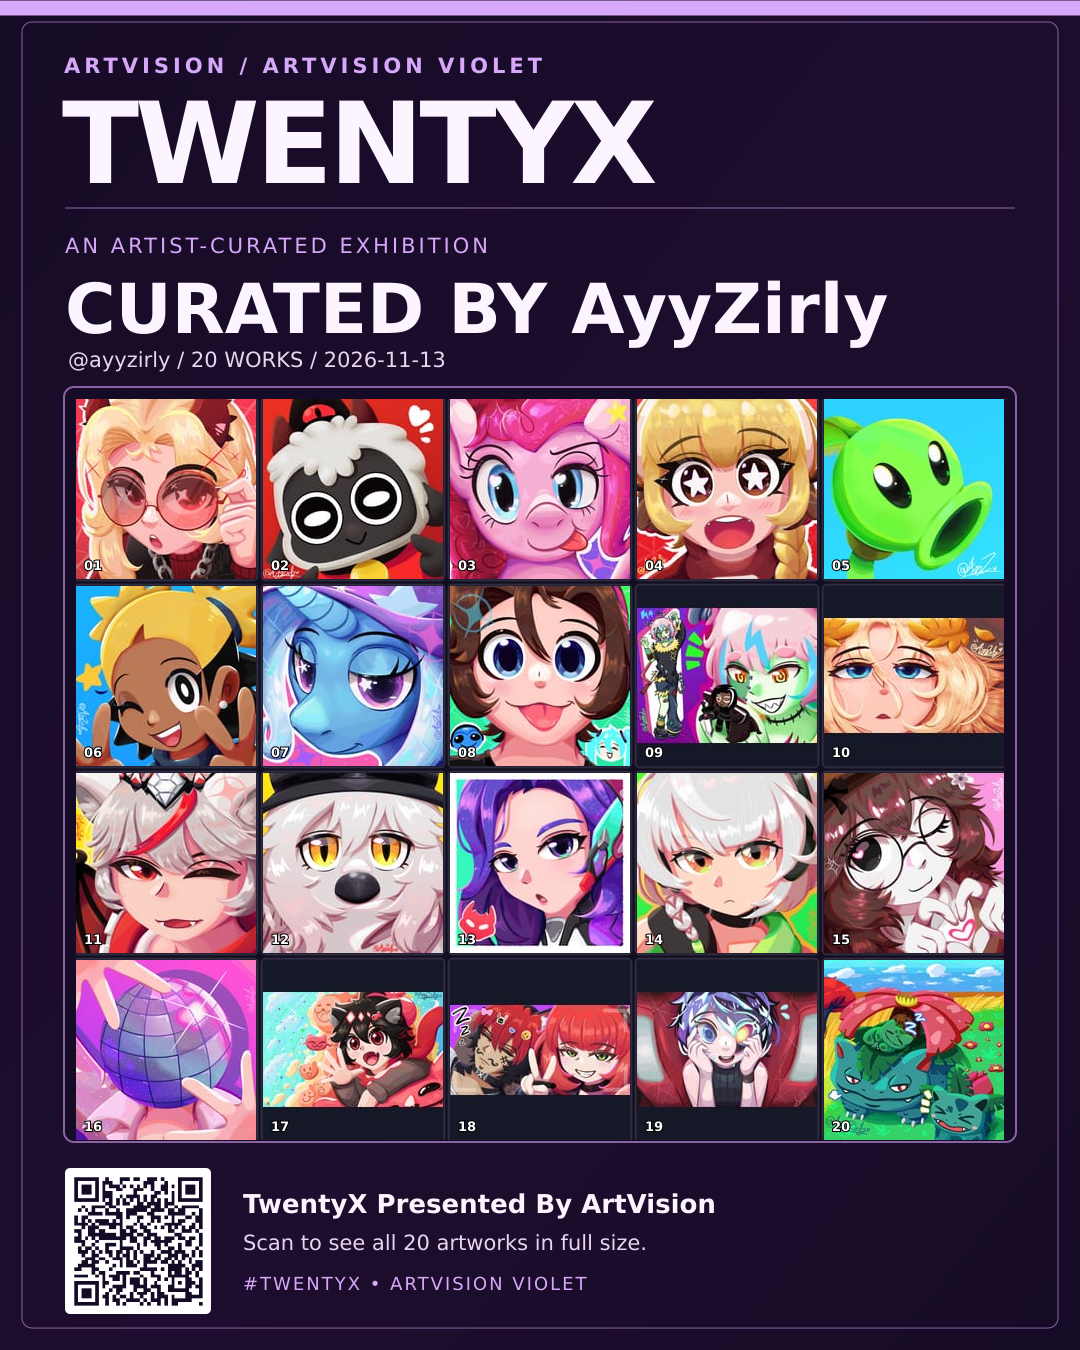 ARTVISION / ARTVISION VIOLET
TWENTYX
AN ARTIST-CURATED EXHIBITION
CURATED BY AyyZirly
@ayyzirly / 20 WORKS / 2026-11-13
01
02
03
04
05
06
07
08
09
10
11
12
13
14
15
16
17
18
19
20
TwentyX Presented By ArtVision
Scan to see all 20 artworks in full size.
#TWENTYX • ARTVISION VIOLET